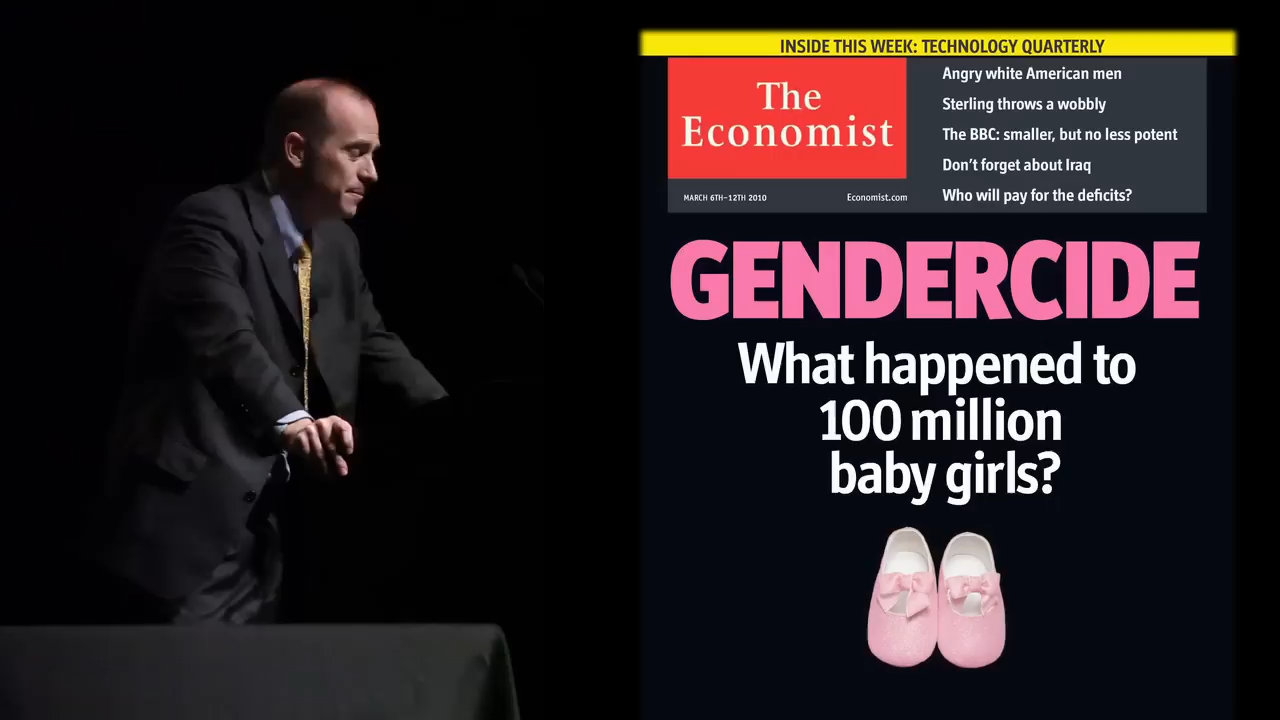 INSIDE THIS WEEK: TECHNOLOGY QUARTERLY
The
Economist
MARCH 6TH–12TH 2010
Economist.com
Angry white American men
Sterling throws a wobbly
The BBC: smaller, but no less potent
Don't forget about Iraq
Who will pay for the deficits?
GENDERCIDE
What happened to
100 million
baby girls?